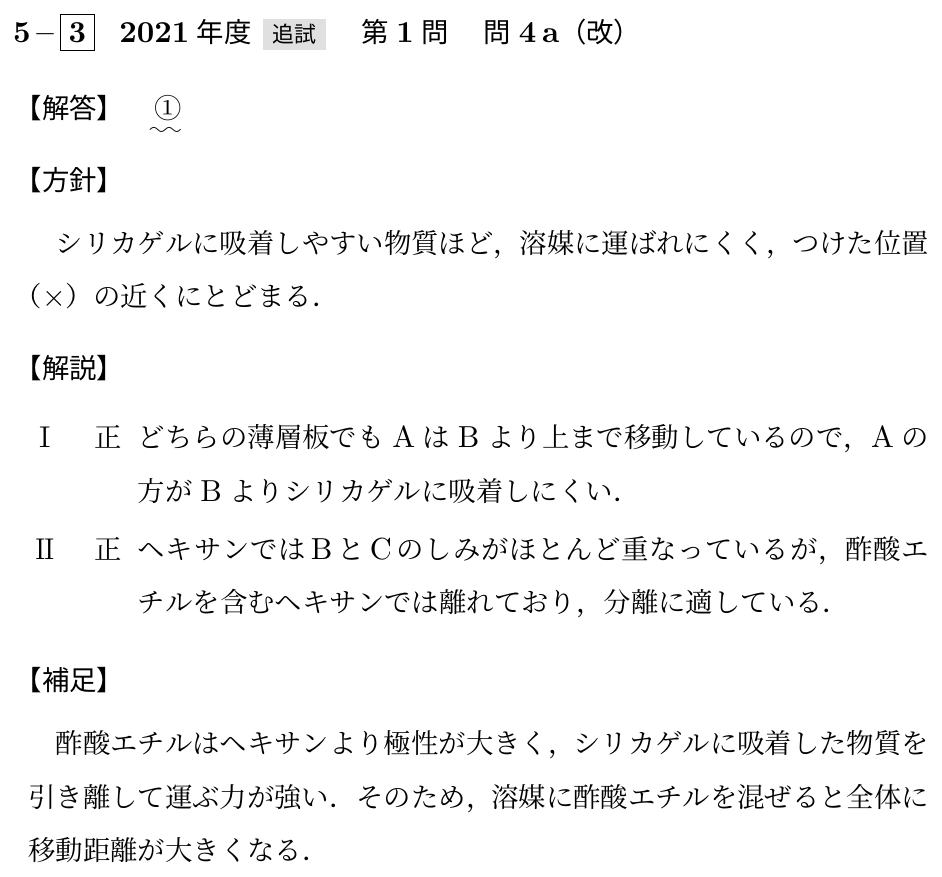 5－3 2021年度 追試 第1問 問4a（改）
【解答】 ①
【方針】
シリカゲルに吸着しやすい物質ほど，溶媒に運ばれにくく，つけた位置
（×）の近くにとどまる．
【解説】
Ⅰ 正 どちらの薄層板でも A は B より上まで移動しているので，A の
方が B よりシリカゲルに吸着しにくい．
Ⅱ 正 ヘキサンではBとCのしみがほとんど重なっているが，酢酸エ
チルを含むヘキサンでは離れており，分離に適している．
【補足】
酢酸エチルはヘキサンより極性が大きく，シリカゲルに吸着した物質を
引き離して運ぶ力が強い．そのため，溶媒に酢酸エチルを混ぜると全体に
移動距離が大きくなる．